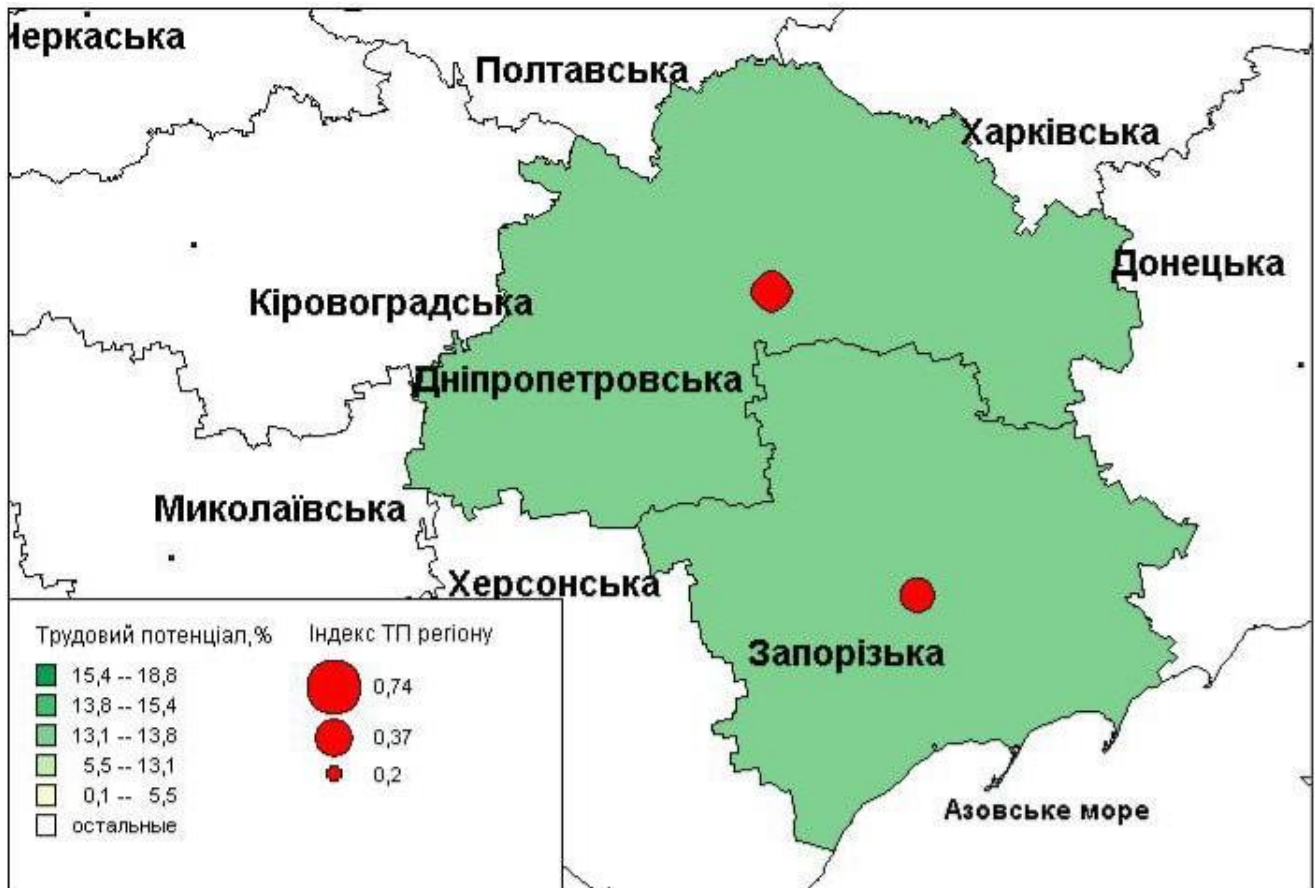 Черкаська
Полтавська
Харківська
Донецька
Кіровоградська
Дніпропетровська
Миколаївська
Херсонська
Запорізька
Азовське море
Трудовий потенціал,%
15,4 -- 18,8
13,8 -- 15,4
13,1 -- 13,8
5,5 -- 13,1
0,1 -- 5,5
остальные
Індекс ТП регіону
0,74
0,37
0,2